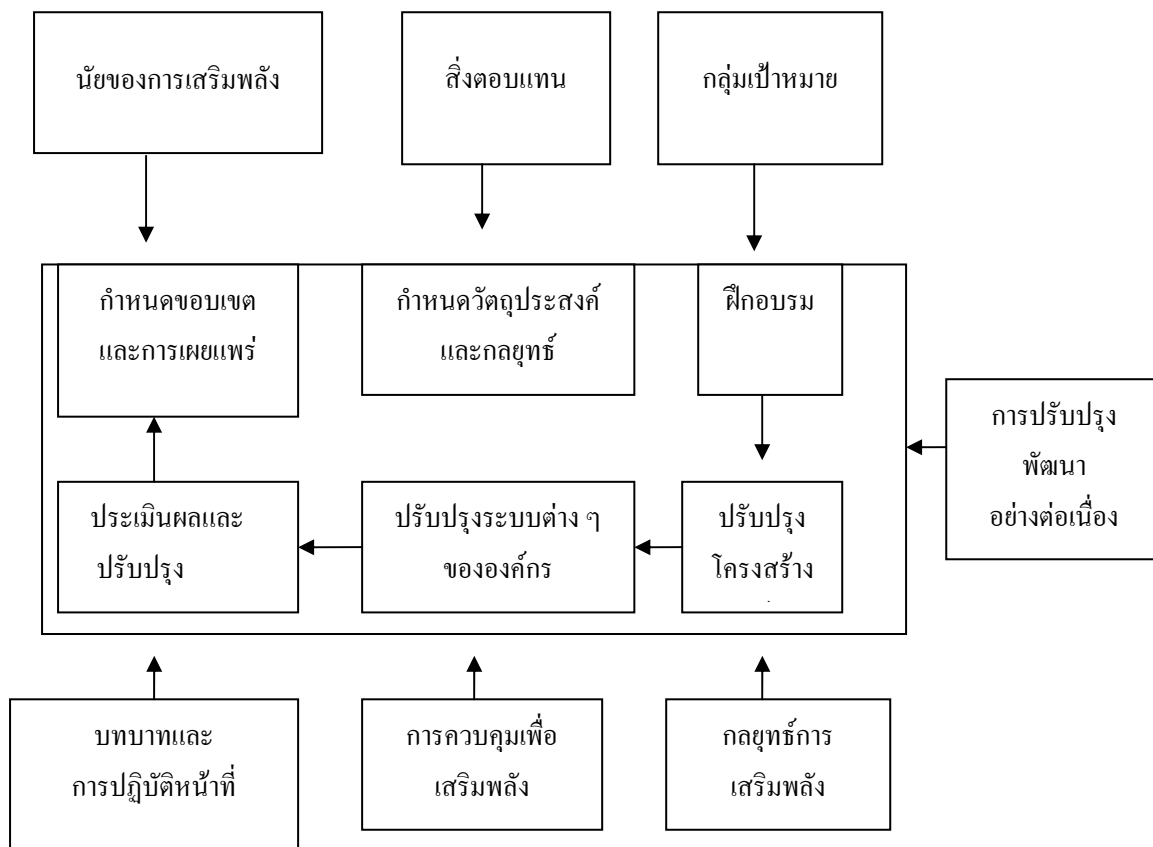 นัยของการเสริมพลัง
สิ่งตอบแทน
กลุ่มเป้าหมาย
กำหนดขอบเขต
และการเผยแพร่
กำหนดวัตถุประสงค์
และกลยุทธ์
ฝึกอบรม
การปรับปรุง
พัฒนา
อย่างต่อเนื่อง
ประเมินผลและ
ปรับปรุง
ปรับปรุงระบบต่าง ๆ
ขององค์กร
ปรับปรุง
โครงสร้าง
บทบาทและ
การปฏิบัติหน้าที่
การควบคุมเพื่อ
เสริมพลัง
กลยุทธ์การ
เสริมพลัง